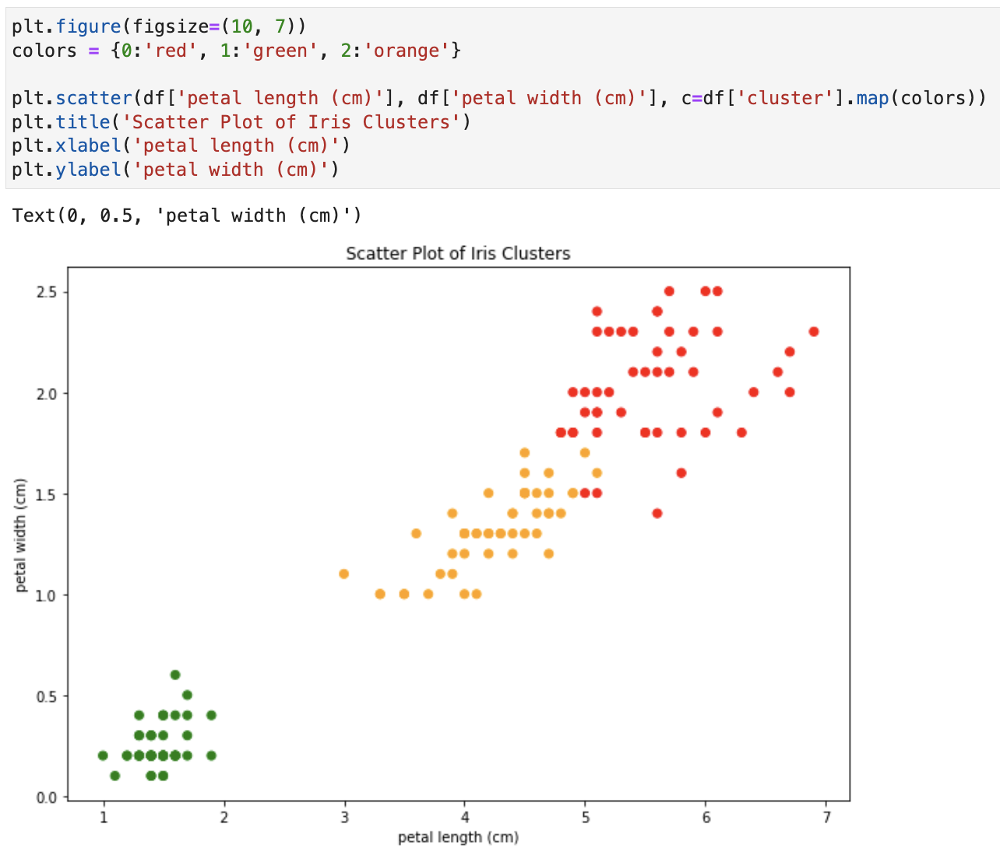 plt.figure(figsize=(10, 7))
colors = {0:'red', 1:'green', 2:'orange'}
plt.scatter(df['petal length (cm)'], df['petal width (cm)'], c=df['cluster'].map(colors))
plt.title('Scatter Plot of Iris Clusters')
plt.xlabel('petal length (cm)')
plt.ylabel('petal width (cm)')
Text(0, 0.5, 'petal width (cm)')
Scatter Plot of Iris Clusters
2.5
2.0
1.5
1.0
0.5
0.0
petal width (cm)
1 2 3 4 5 6 7
petal length (cm)